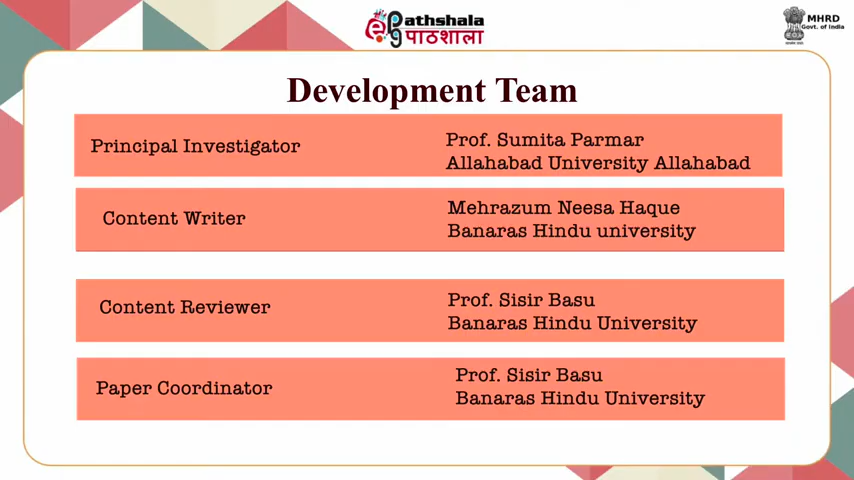 ePathshala
पाठशाला
MHRD
Govt. of India
Development Team
Principal Investigator
Prof. Sumita Parmar
Allahabad University Allahabad
Content Writer
Mehrazum Neesa Haque
Banaras Hindu university
Content Reviewer
Prof. Sisir Basu
Banaras Hindu University
Paper Coordinator
Prof. Sisir Basu
Banaras Hindu University